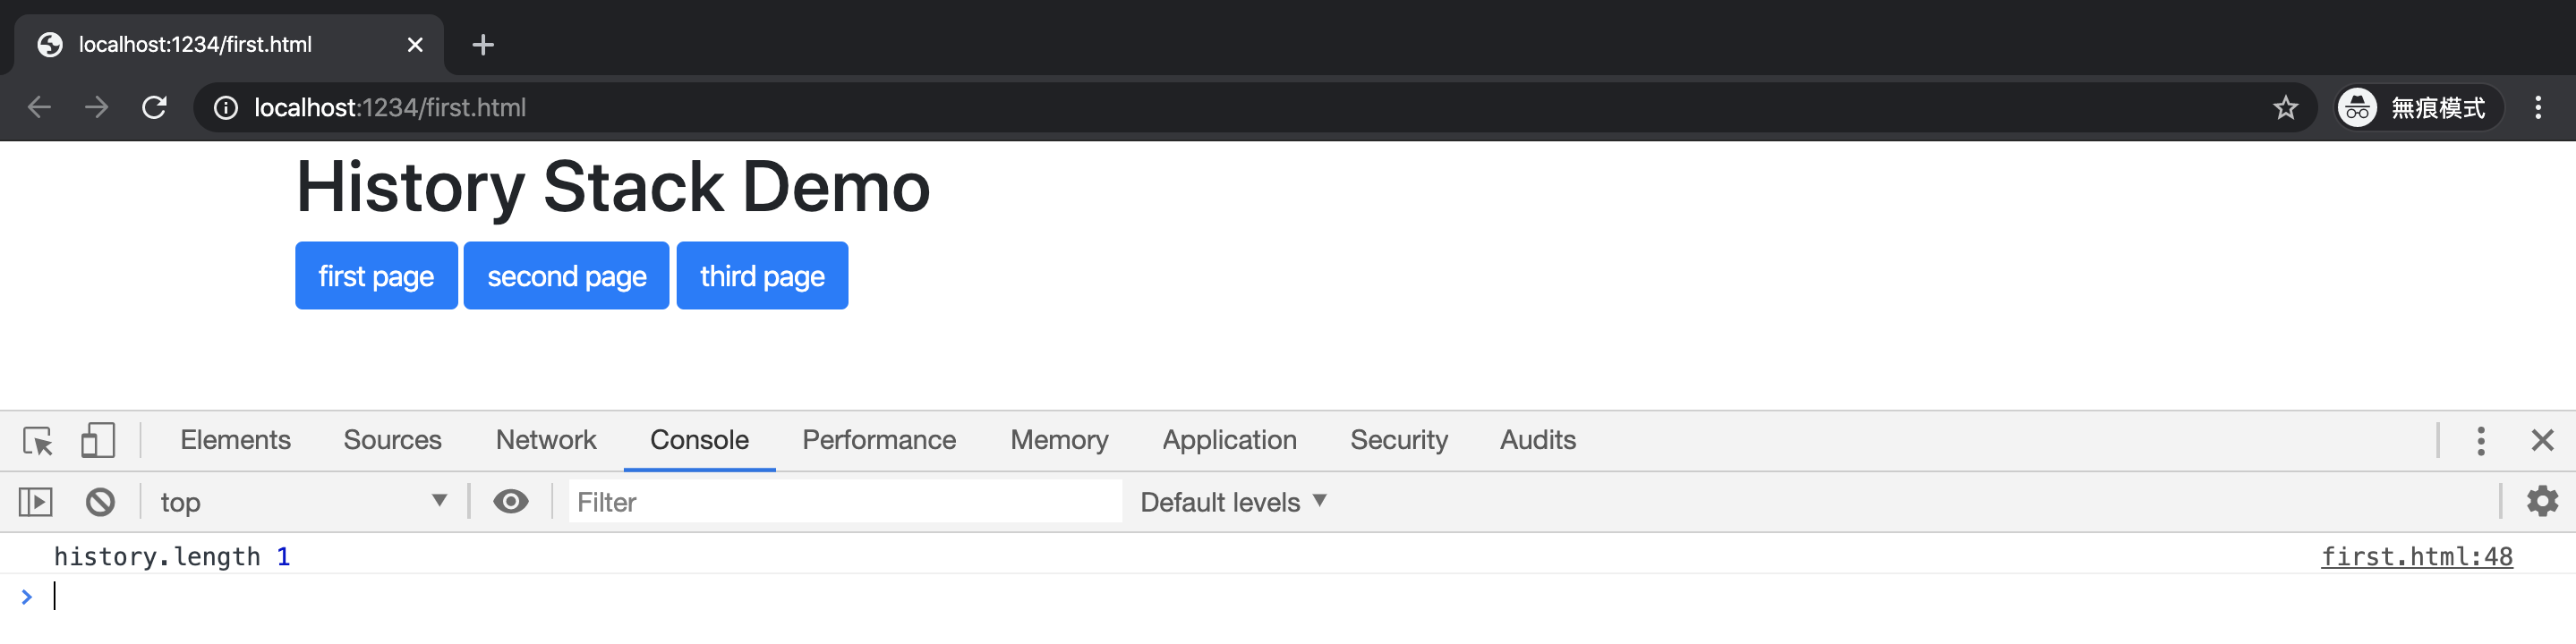 localhost:1234/first.html
localhost:1234/first.html 無痕模式
History Stack Demo
first page second page third page
Elements Sources Network Console Performance Memory Application Security Audits
top Filter Default levels
history.length 1 first.html:48